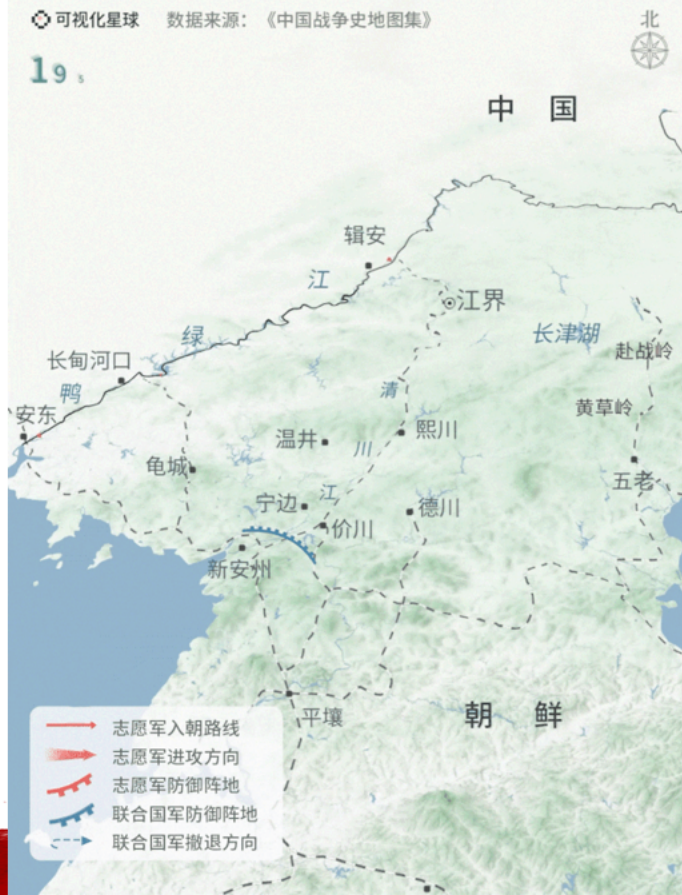 可视化星球 数据来源：《中国战争史地图集》
北
19
中 国
辑安
江
江界
绿
长津湖
赴战岭
长甸河口
鸭
清
黄草岭
安东
温井
川
熙川
龟城
五老
宁边
江
德川
价川
新安州
平壤
朝 鲜
志愿军入朝路线
志愿军进攻方向
志愿军防御阵地
联合国军防御阵地
联合国军撤退方向